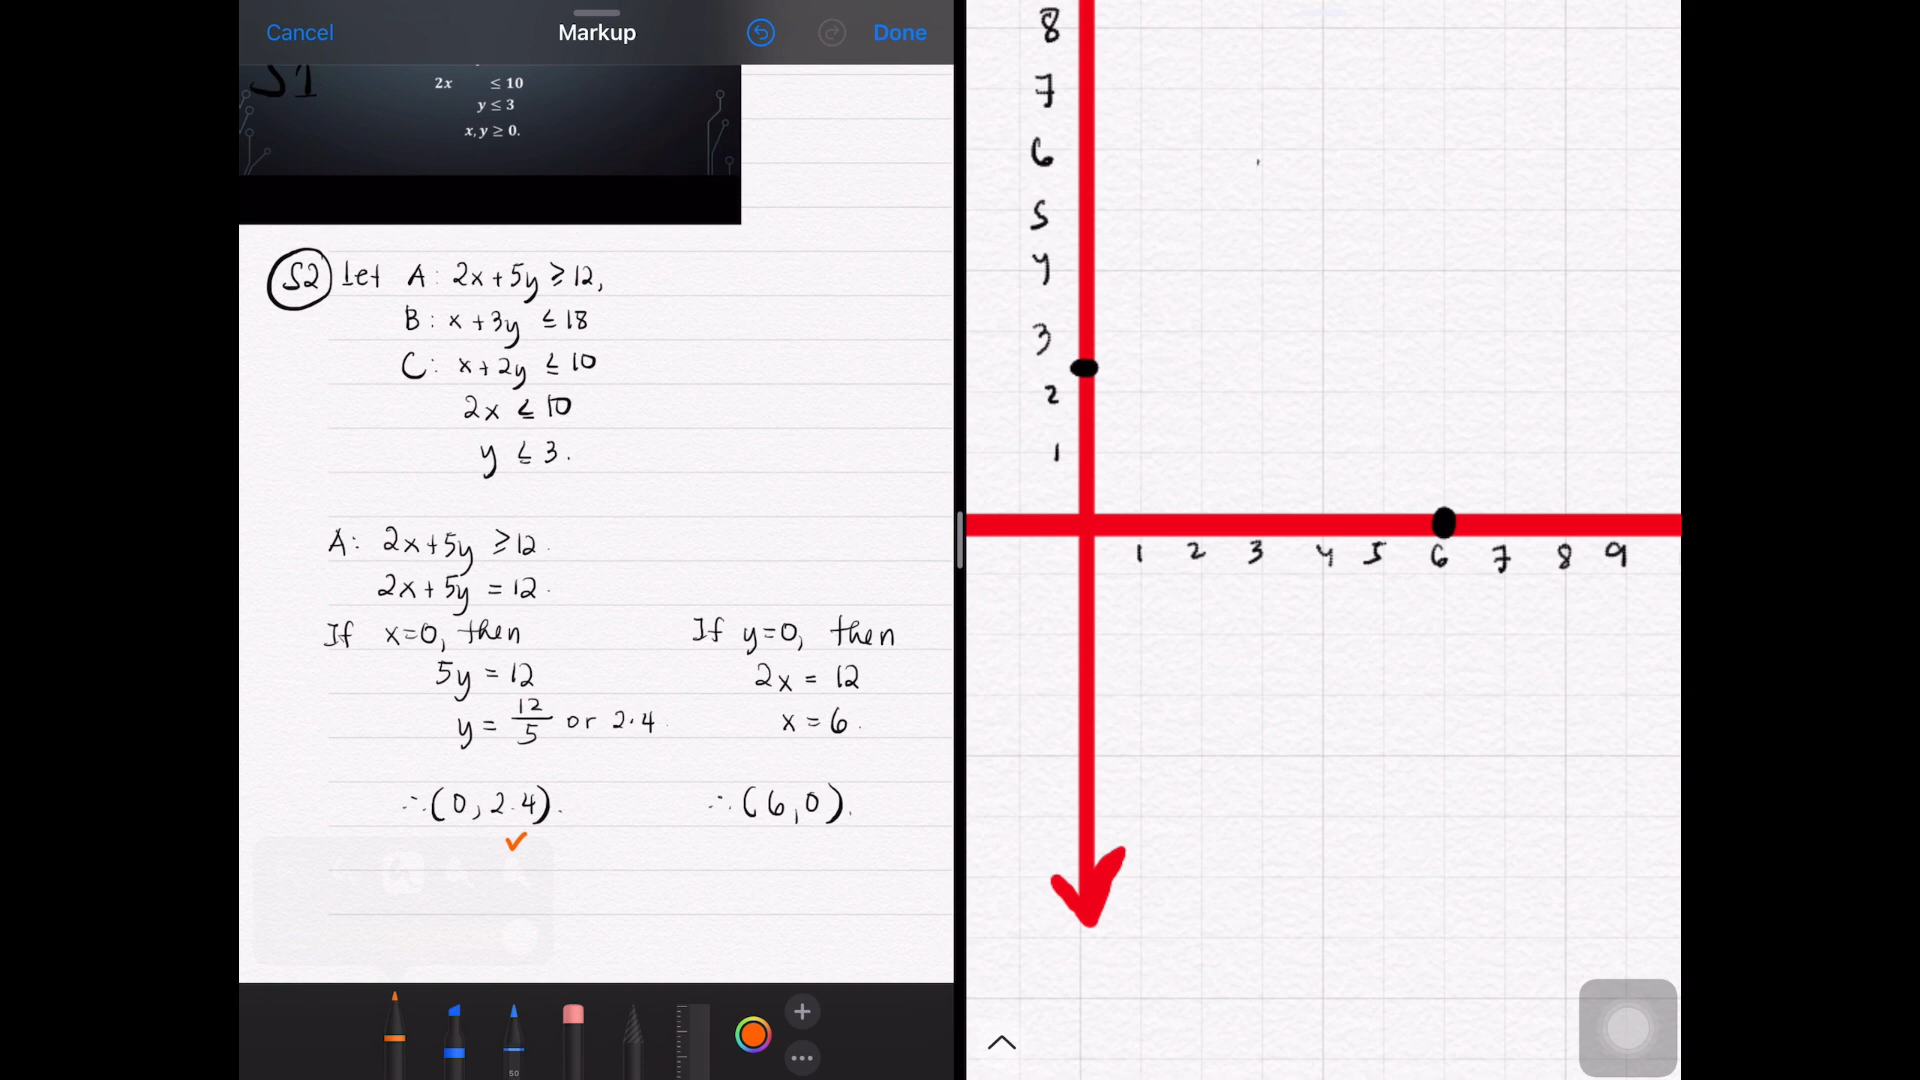 Cancel
Markup
Done
S1
2x ≤ 10
y ≤ 3
x, y ≥ 0.
S2 Let A: 2x + 5y ≥ 12,
B: x + 3y ≤ 18
C: x + 2y ≤ 10
2x ≤ 10
y ≤ 3.
A: 2x + 5y ≥ 12.
2x + 5y = 12.
If x=0, then
5y = 12
y = 12/5 or 2.4
∴ (0, 2.4).
If y=0, then
2x = 12
x = 6.
∴ (6, 0).
50
8
7
6
5
4
3
2
1
1 2 3 4 5 6 7 8 9